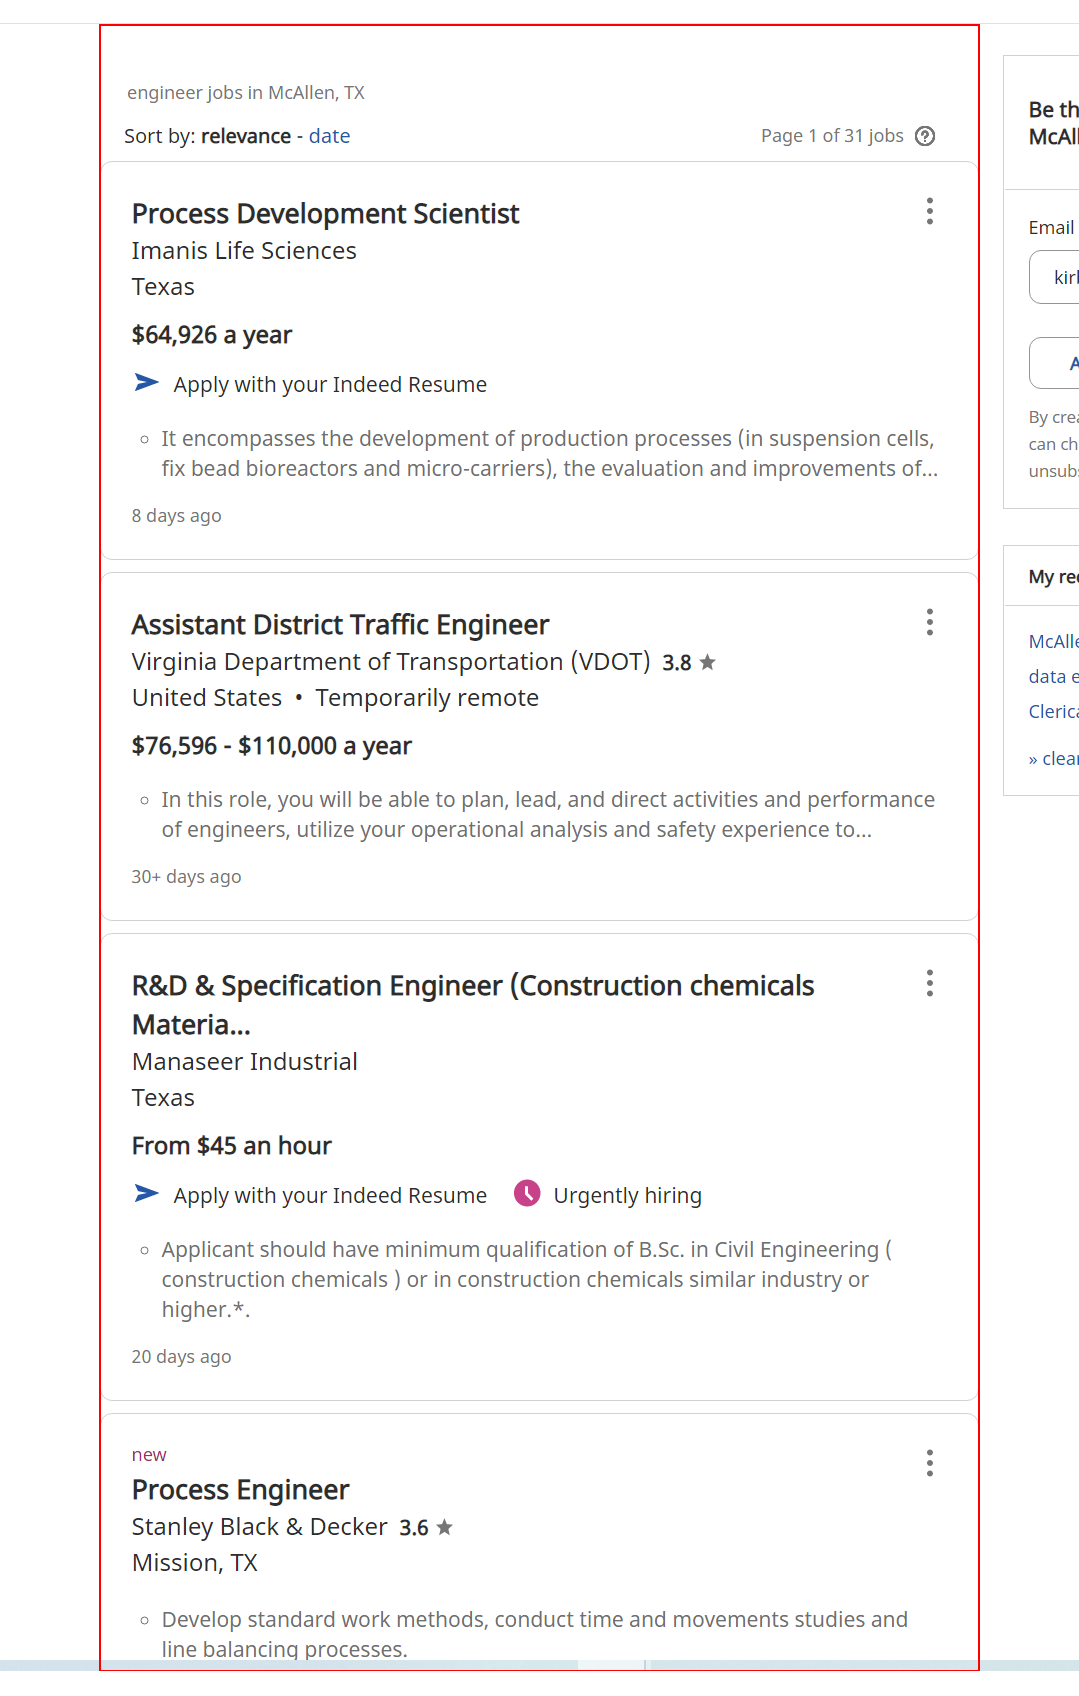 engineer jobs in McAllen, TX
Sort by: relevance - date
Page 1 of 31 jobs
Process Development Scientist
Imanis Life Sciences
Texas
$64,926 a year
Apply with your Indeed Resume
It encompasses the development of production processes (in suspension cells,
fix bead bioreactors and micro-carriers), the evaluation and improvements of...
8 days ago
Assistant District Traffic Engineer
Virginia Department of Transportation (VDOT) 3.8
United States • Temporarily remote
$76,596 - $110,000 a year
In this role, you will be able to plan, lead, and direct activities and performance
of engineers, utilize your operational analysis and safety experience to...
30+ days ago
R&D & Specification Engineer (Construction chemicals
Materia...
Manaseer Industrial
Texas
From $45 an hour
Apply with your Indeed Resume Urgently hiring
Applicant should have minimum qualification of B.Sc. in Civil Engineering (
construction chemicals ) or in construction chemicals similar industry or
higher.*.
20 days ago
new
Process Engineer
Stanley Black & Decker 3.6
Mission, TX
Develop standard work methods, conduct time and movements studies and
line balancing processes.
Be th
McAll
Email
kirl
A
By crea
can ch
unsubs
My rec
McAlle
data e
Clerica
» clear